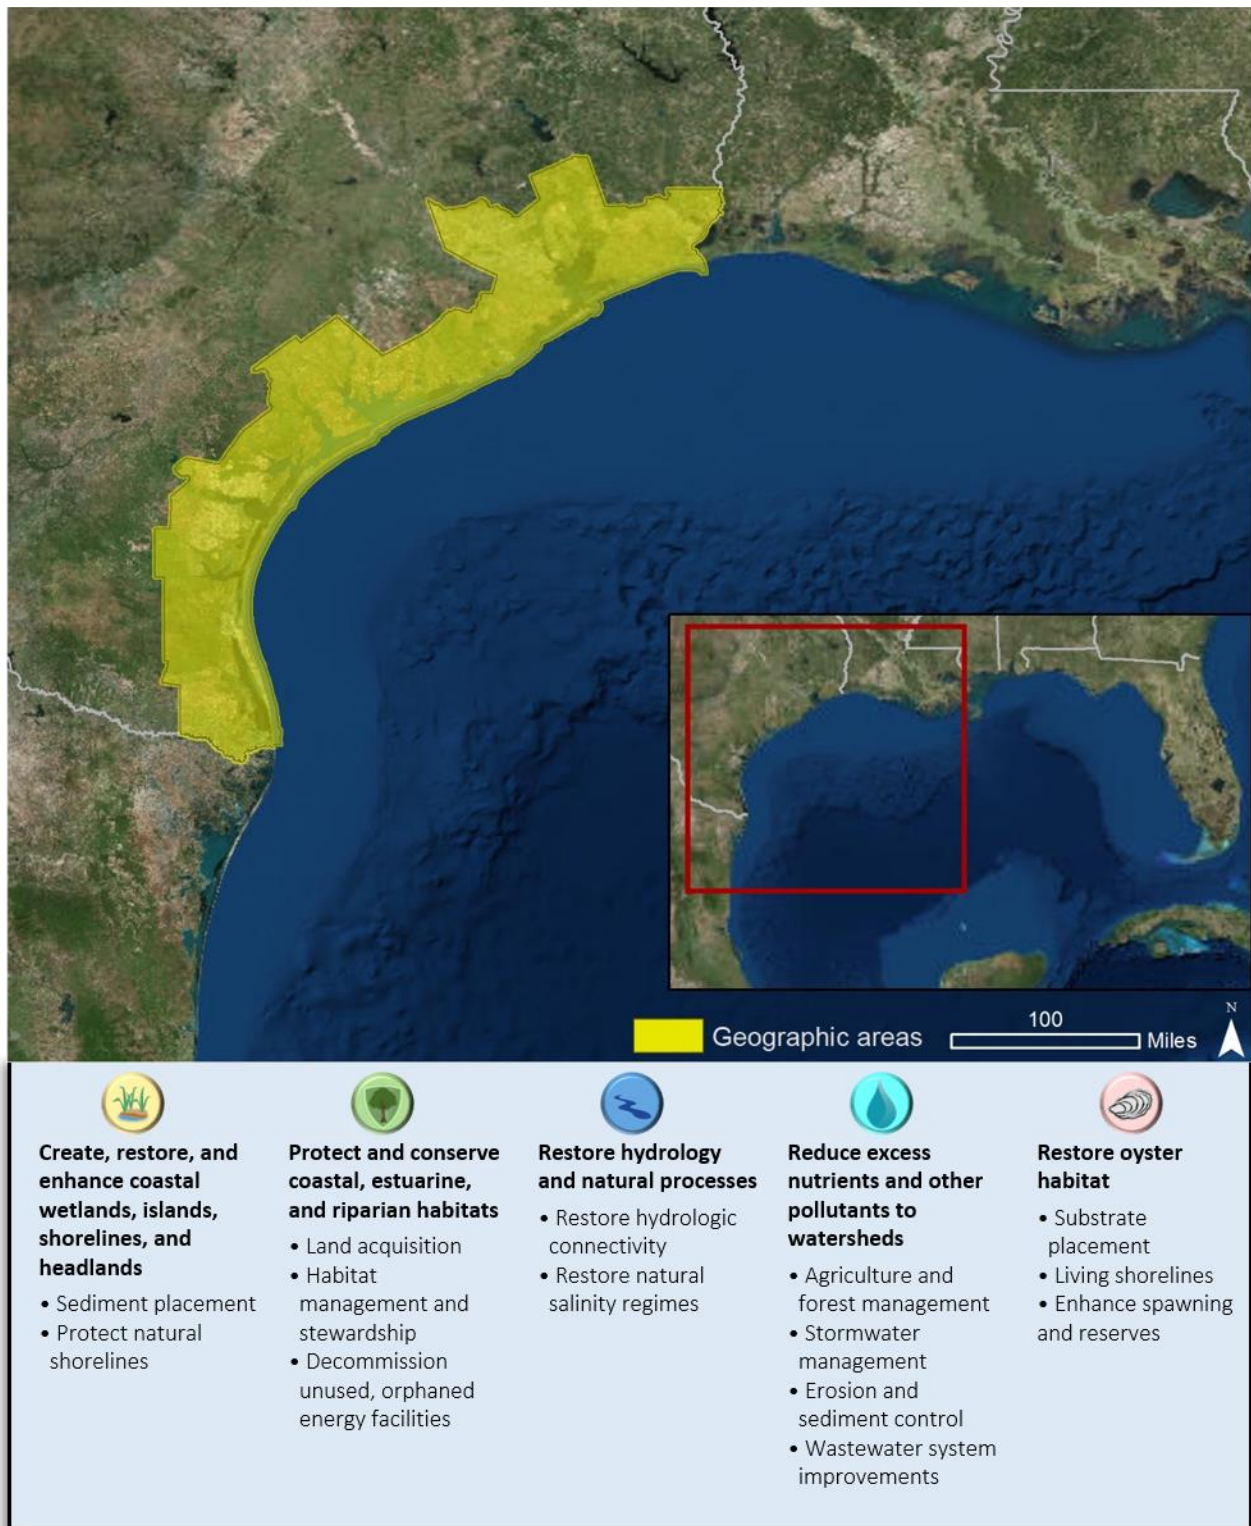 N
100
Geographic areas
Miles
Create, restore, and
enhance coastal
wetlands, islands,
shorelines, and
headlands
• Sediment placement
• Protect natural
shorelines
Protect and conserve
coastal, estuarine,
and riparian habitats
• Land acquisition
• Habitat
management and
stewardship
• Decommission
unused, orphaned
energy facilities
Restore hydrology
and natural processes
• Restore hydrologic
connectivity
• Restore natural
salinity regimes
Reduce excess
nutrients and other
pollutants to
watersheds
• Agriculture and
forest management
• Stormwater
management
• Erosion and
sediment control
• Wastewater system
improvements
Restore oyster
habitat
• Substrate
placement
• Living shorelines
• Enhance spawning
and reserves